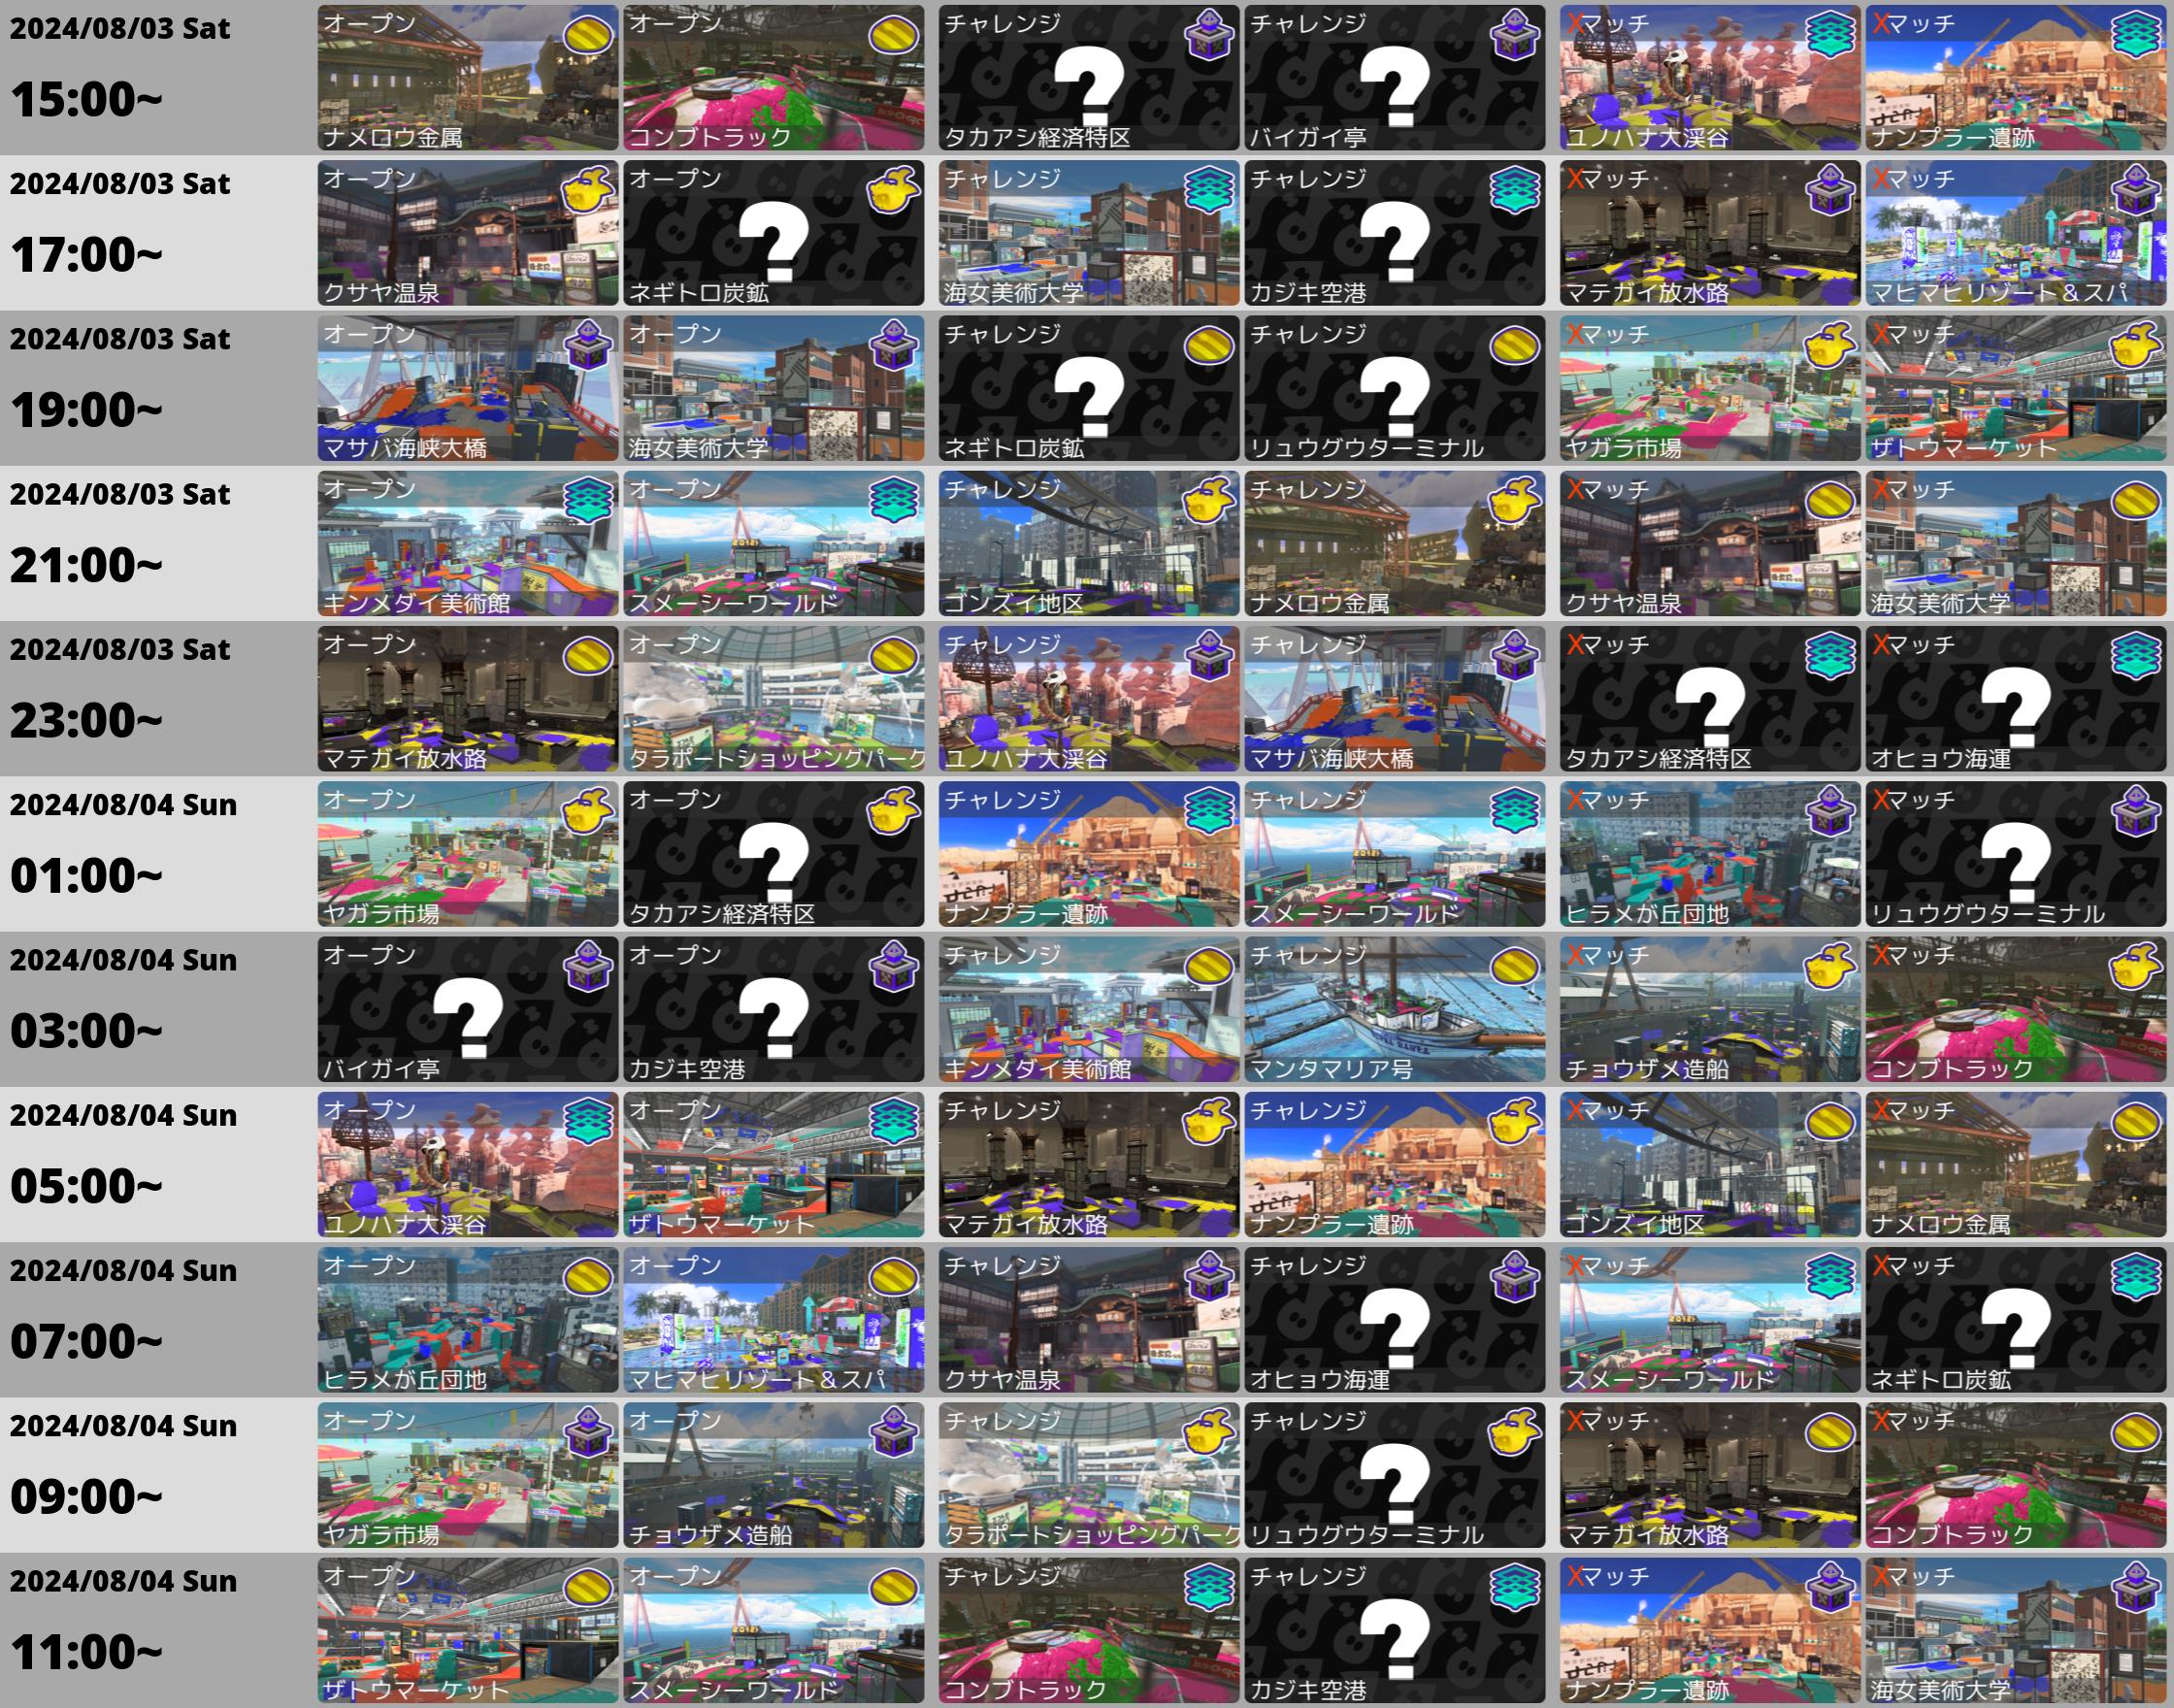 2024/08/03 Sat
15:00~
オープン
ナメロウ金属
オープン
コンブトラック
チャレンジ
タカアシ経済特区
チャレンジ
バイガイ亭
Xマッチ
ユノハナ大渓谷
Xマッチ
ナンプラー遺跡
2024/08/03 Sat
17:00~
オープン
クサヤ温泉
オープン
ネギトロ炭鉱
チャレンジ
海女美術大学
チャレンジ
カジキ空港
Xマッチ
マテガイ放水路
Xマッチ
マヒマヒリゾート＆スパ
2024/08/03 Sat
19:00~
オープン
マサバ海峡大橋
オープン
海女美術大学
チャレンジ
ネギトロ炭鉱
チャレンジ
リュウグウターミナル
Xマッチ
ヤガラ市場
Xマッチ
ザトウマーケット
2024/08/03 Sat
21:00~
オープン
キンメダイ美術館
オープン
スメーシーワールド
チャレンジ
ゴンズイ地区
チャレンジ
ナメロウ金属
Xマッチ
クサヤ温泉
Xマッチ
海女美術大学
2024/08/03 Sat
23:00~
オープン
マテガイ放水路
オープン
タラポートショッピングパーク
チャレンジ
ユノハナ大渓谷
チャレンジ
マサバ海峡大橋
Xマッチ
タカアシ経済特区
Xマッチ
オヒョウ海運
2024/08/04 Sun
01:00~
オープン
ヤガラ市場
オープン
タカアシ経済特区
チャレンジ
ナンプラー遺跡
チャレンジ
スメーシーワールド
Xマッチ
ヒラメが丘団地
Xマッチ
リュウグウターミナル
2024/08/04 Sun
03:00~
オープン
バイガイ亭
オープン
カジキ空港
チャレンジ
キンメダイ美術館
チャレンジ
マンタマリア号
Xマッチ
チョウザメ造船
Xマッチ
コンブトラック
2024/08/04 Sun
05:00~
オープン
ユノハナ大渓谷
オープン
ザトウマーケット
チャレンジ
マテガイ放水路
チャレンジ
ナンプラー遺跡
Xマッチ
ゴンズイ地区
Xマッチ
ナメロウ金属
2024/08/04 Sun
07:00~
オープン
ヒラメが丘団地
オープン
マヒマヒリゾート＆スパ
チャレンジ
クサヤ温泉
チャレンジ
オヒョウ海運
Xマッチ
スメーシーワールド
Xマッチ
ネギトロ炭鉱
2024/08/04 Sun
09:00~
オープン
ヤガラ市場
オープン
チョウザメ造船
チャレンジ
タラポートショッピングパーク
チャレンジ
リュウグウターミナル
Xマッチ
マテガイ放水路
Xマッチ
コンブトラック
2024/08/04 Sun
11:00~
オープン
ザトウマーケット
オープン
スメーシーワールド
チャレンジ
コンブトラック
チャレンジ
カジキ空港
Xマッチ
ナンプラー遺跡
Xマッチ
海女美術大学